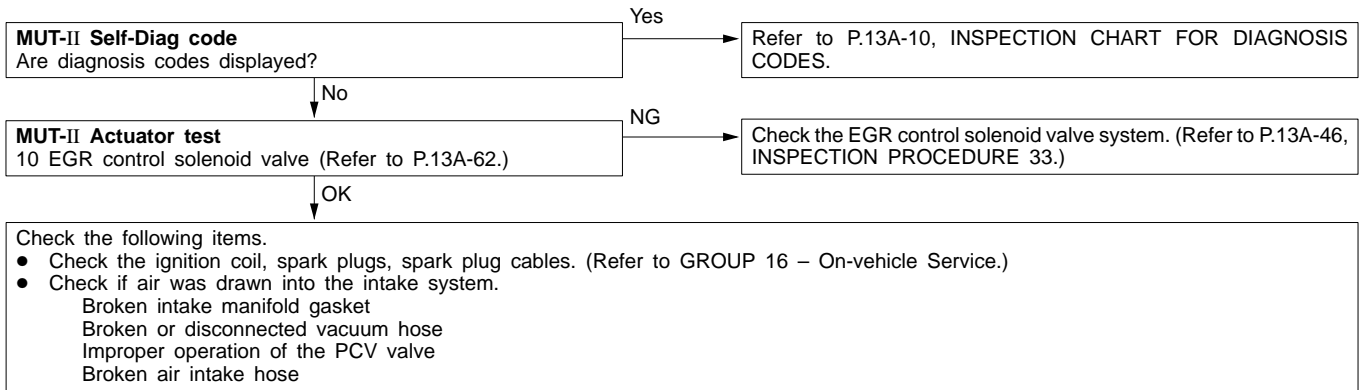 Yes
MUT-II Self-Diag code
Are diagnosis codes displayed?
Refer to P.13A-10, INSPECTION CHART FOR DIAGNOSIS
CODES.
No
NG
MUT-II Actuator test
10 EGR control solenoid valve (Refer to P.13A-62.)
Check the EGR control solenoid valve system. (Refer to P.13A-46,
INSPECTION PROCEDURE 33.)
OK
Check the following items.
● Check the ignition coil, spark plugs, spark plug cables. (Refer to GROUP 16 – On-vehicle Service.)
● Check if air was drawn into the intake system.
Broken intake manifold gasket
Broken or disconnected vacuum hose
Improper operation of the PCV valve
Broken air intake hose